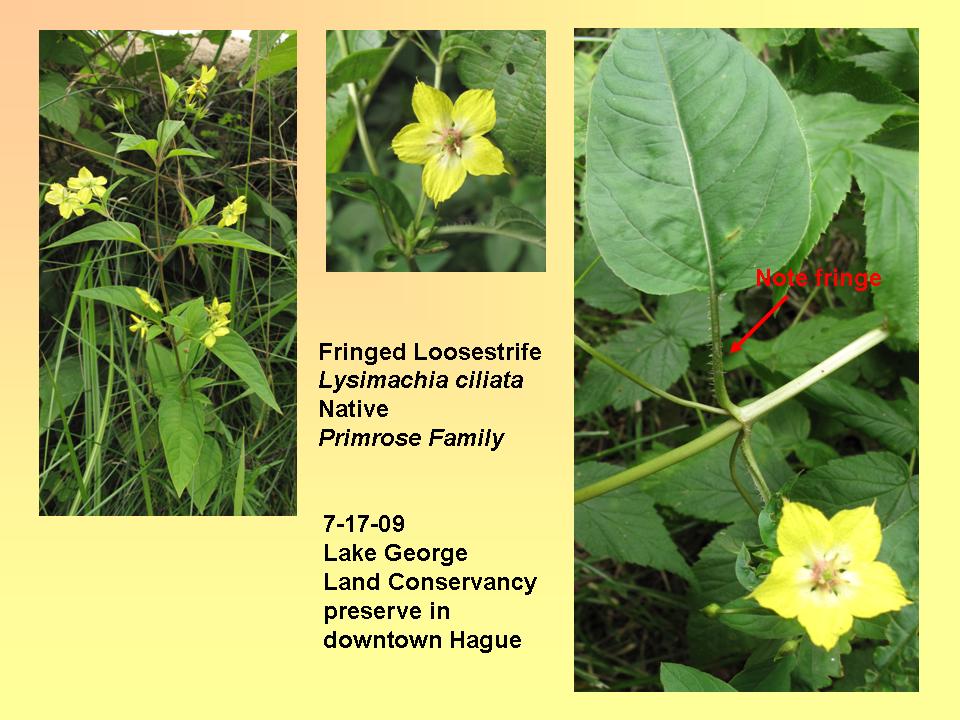 Note fringe
Fringed Loosestrife
Lysimachia ciliata
Native
Primrose Family
7-17-09
Lake George
Land Conservancy
preserve in
downtown Hague